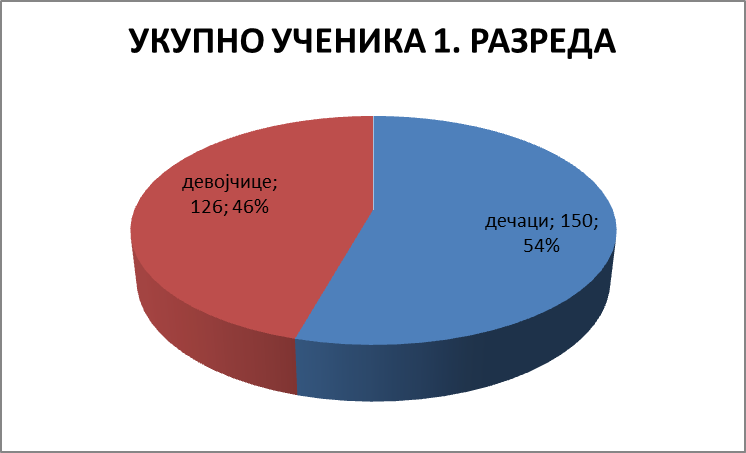 УКУПНО УЧЕНИКА 1. РАЗРЕДА
девојчице;
126; 46%
дечаци; 150;
54%